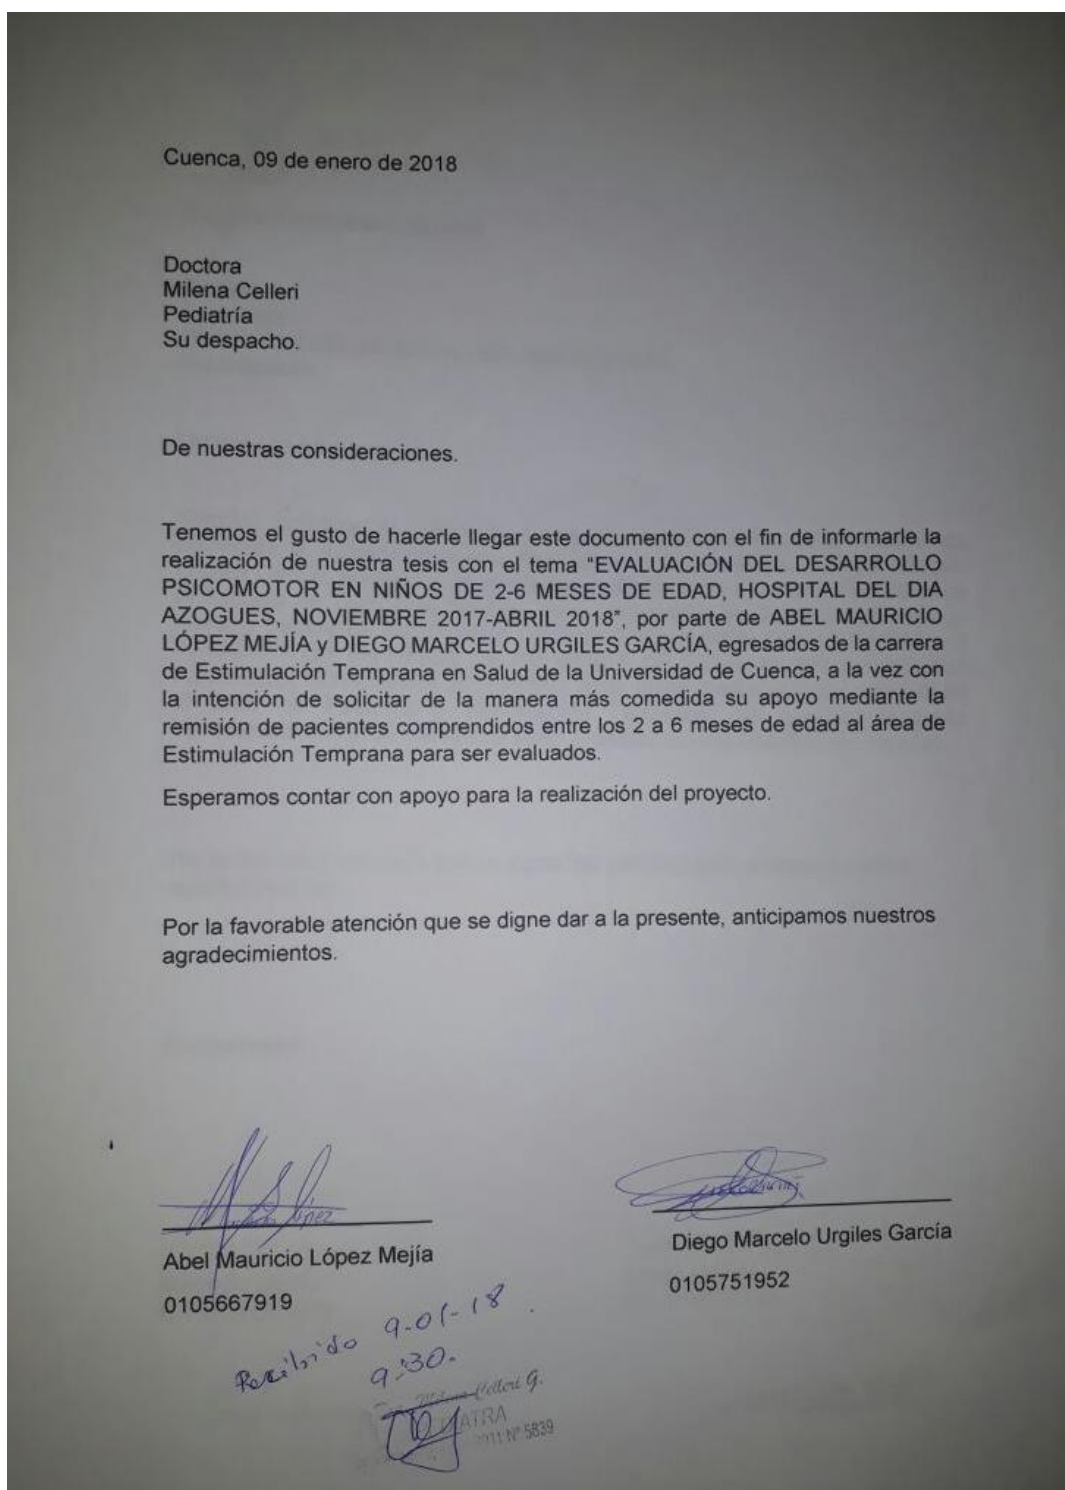 Cuenca, 09 de enero de 2018
Doctora
Milena Celleri
Pediatría
Su despacho.
De nuestras consideraciones.
Tenemos el gusto de hacerle llegar este documento con el fin de informarle la
realización de nuestra tesis con el tema “EVALUACIÓN DEL DESARROLLO
PSICOMOTOR EN NIÑOS DE 2-6 MESES DE EDAD, HOSPITAL DEL DIA
AZOGUES, NOVIEMBRE 2017-ABRIL 2018”, por parte de ABEL MAURICIO
LÓPEZ MEJÍA y DIEGO MARCELO URGILES GARCÍA, egresados de la carrera
de Estimulación Temprana en Salud de la Universidad de Cuenca, a la vez con
la intención de solicitar de la manera más comedida su apoyo mediante la
remisión de pacientes comprendidos entre los 2 a 6 meses de edad al área de
Estimulación Temprana para ser evaluados.
Esperamos contar con apoyo para la realización del proyecto.
Por la favorable atención que se digne dar a la presente, anticipamos nuestros
agradecimientos.
López
Abel Mauricio López Mejía
0105667919
Diego Marcelo Urgiles García
0105751952
Recibido 9-01-18
9:30.
Celleri G.
Nº 5839